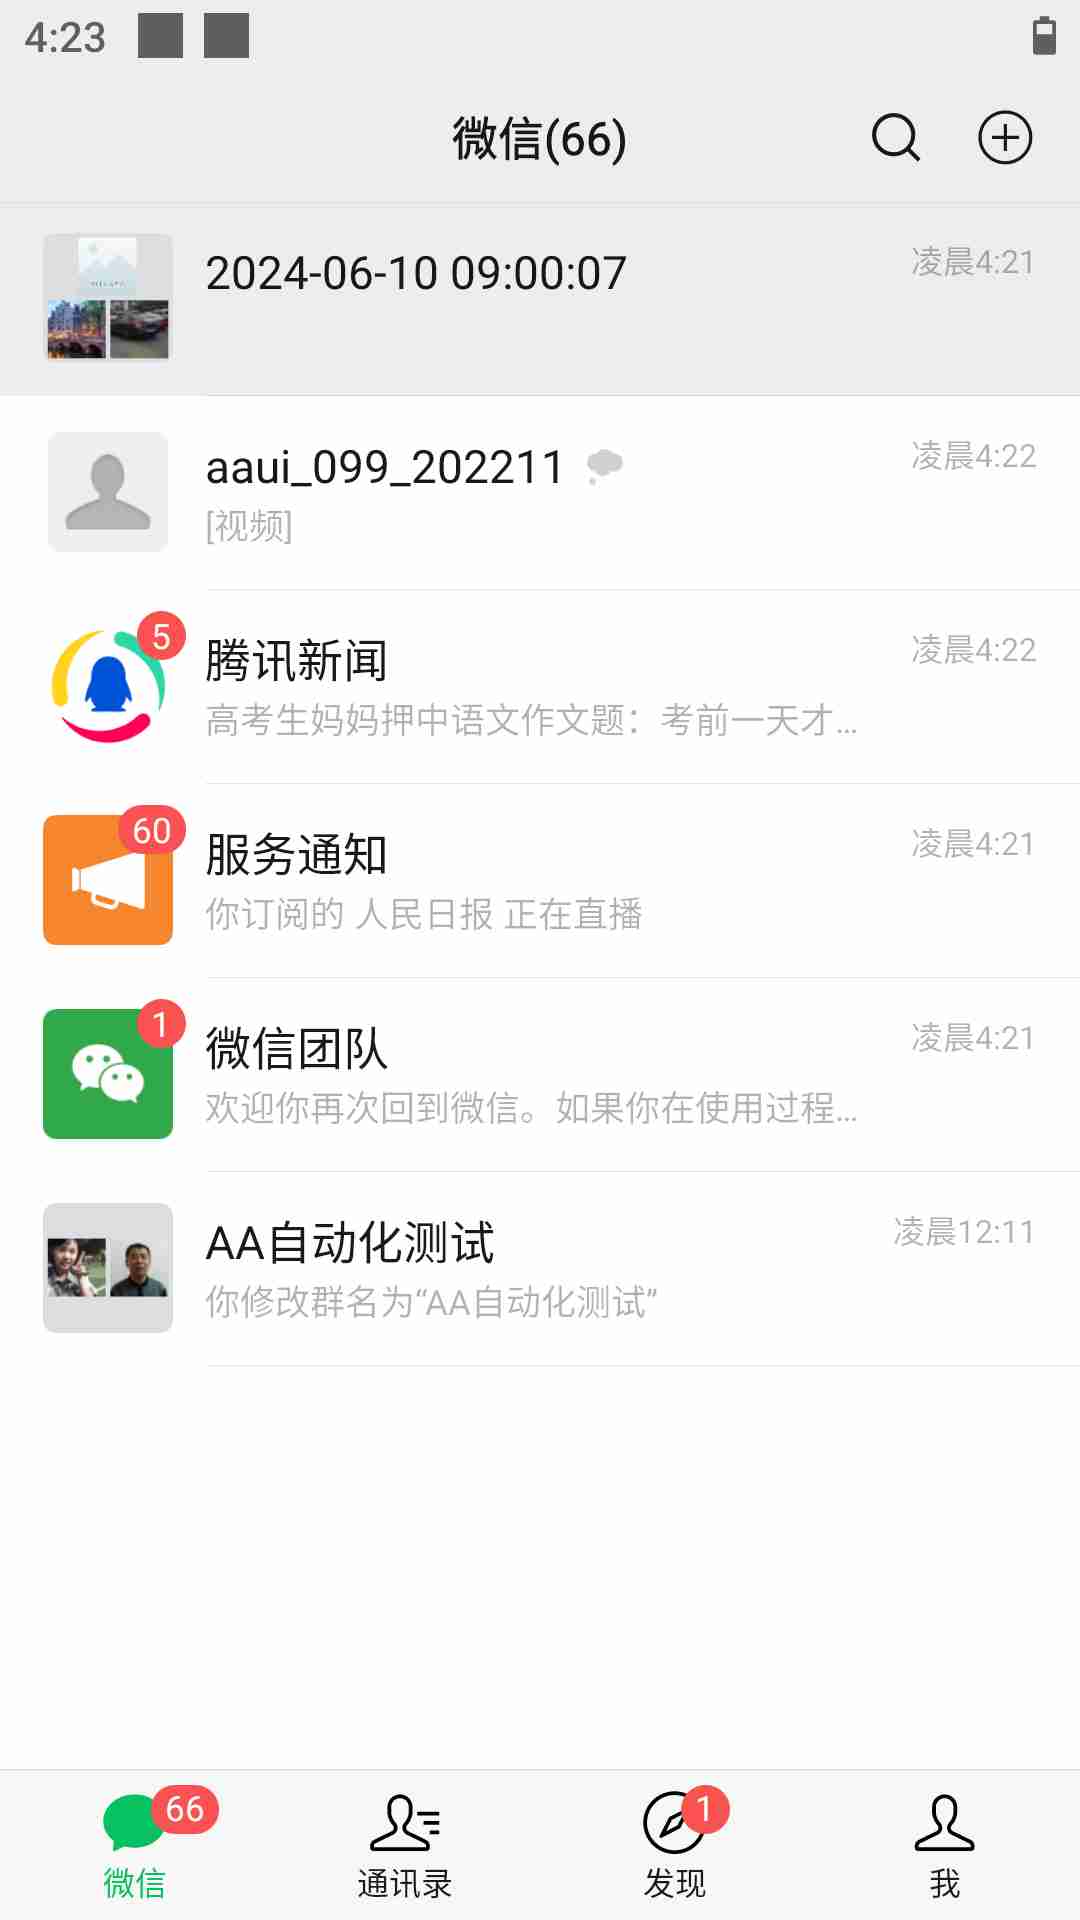 4:23
微信(66)
2024-06-10 09:00:07
凌晨4:21
aaui_099_202211
凌晨4:22
[视频]
5
腾讯新闻
凌晨4:22
高考生妈妈押中语文作文题：考前一天才...
60
服务通知
凌晨4:21
你订阅的 人民日报 正在直播
1
微信团队
凌晨4:21
欢迎你再次回到微信。如果你在使用过程...
AA自动化测试
凌晨12:11
你修改群名为“AA自动化测试”
66
1
微信
通讯录
发现
我